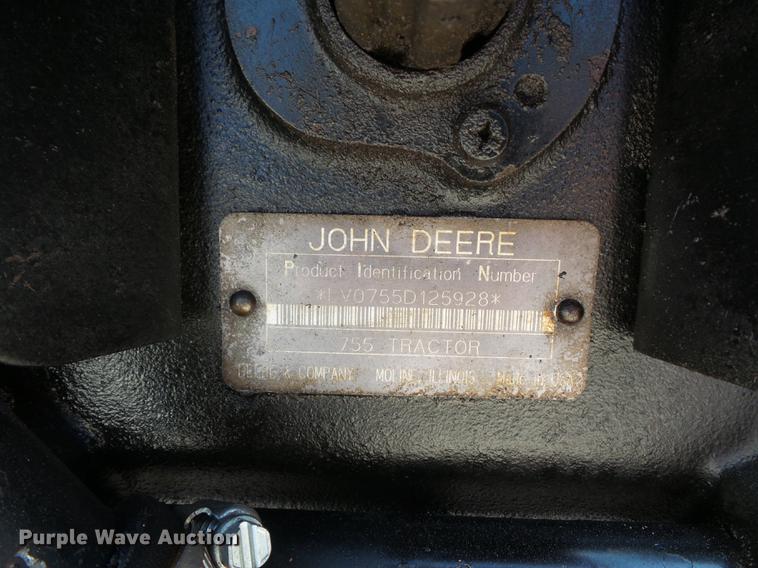 JOHN DEERE
Product Identification Number
*LV0755D125928*
755 TRACTOR
DEERE & COMPANY MOLINE, ILLINOIS Made in USA
Purple Wave Auction®